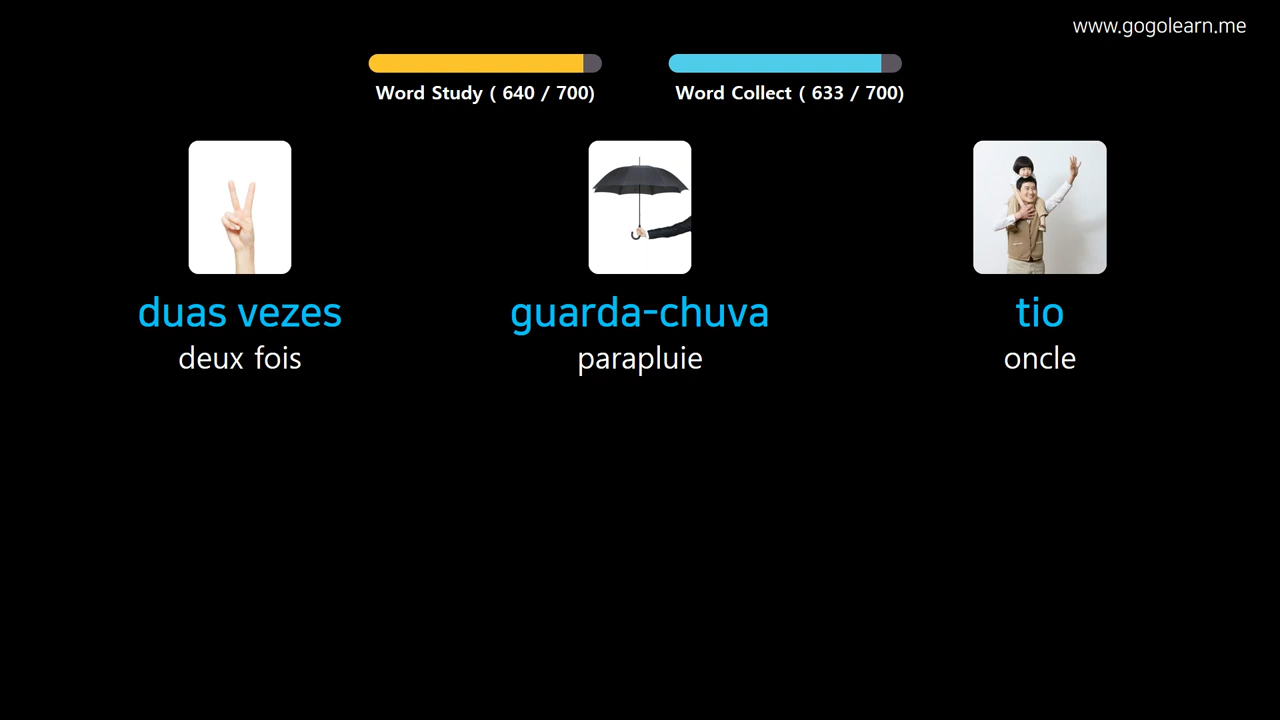 www.gogolearn.me
Word Study ( 640 / 700)
Word Collect ( 633 / 700)
duas vezes
deux fois
guarda-chuva
parapluie
tio
oncle